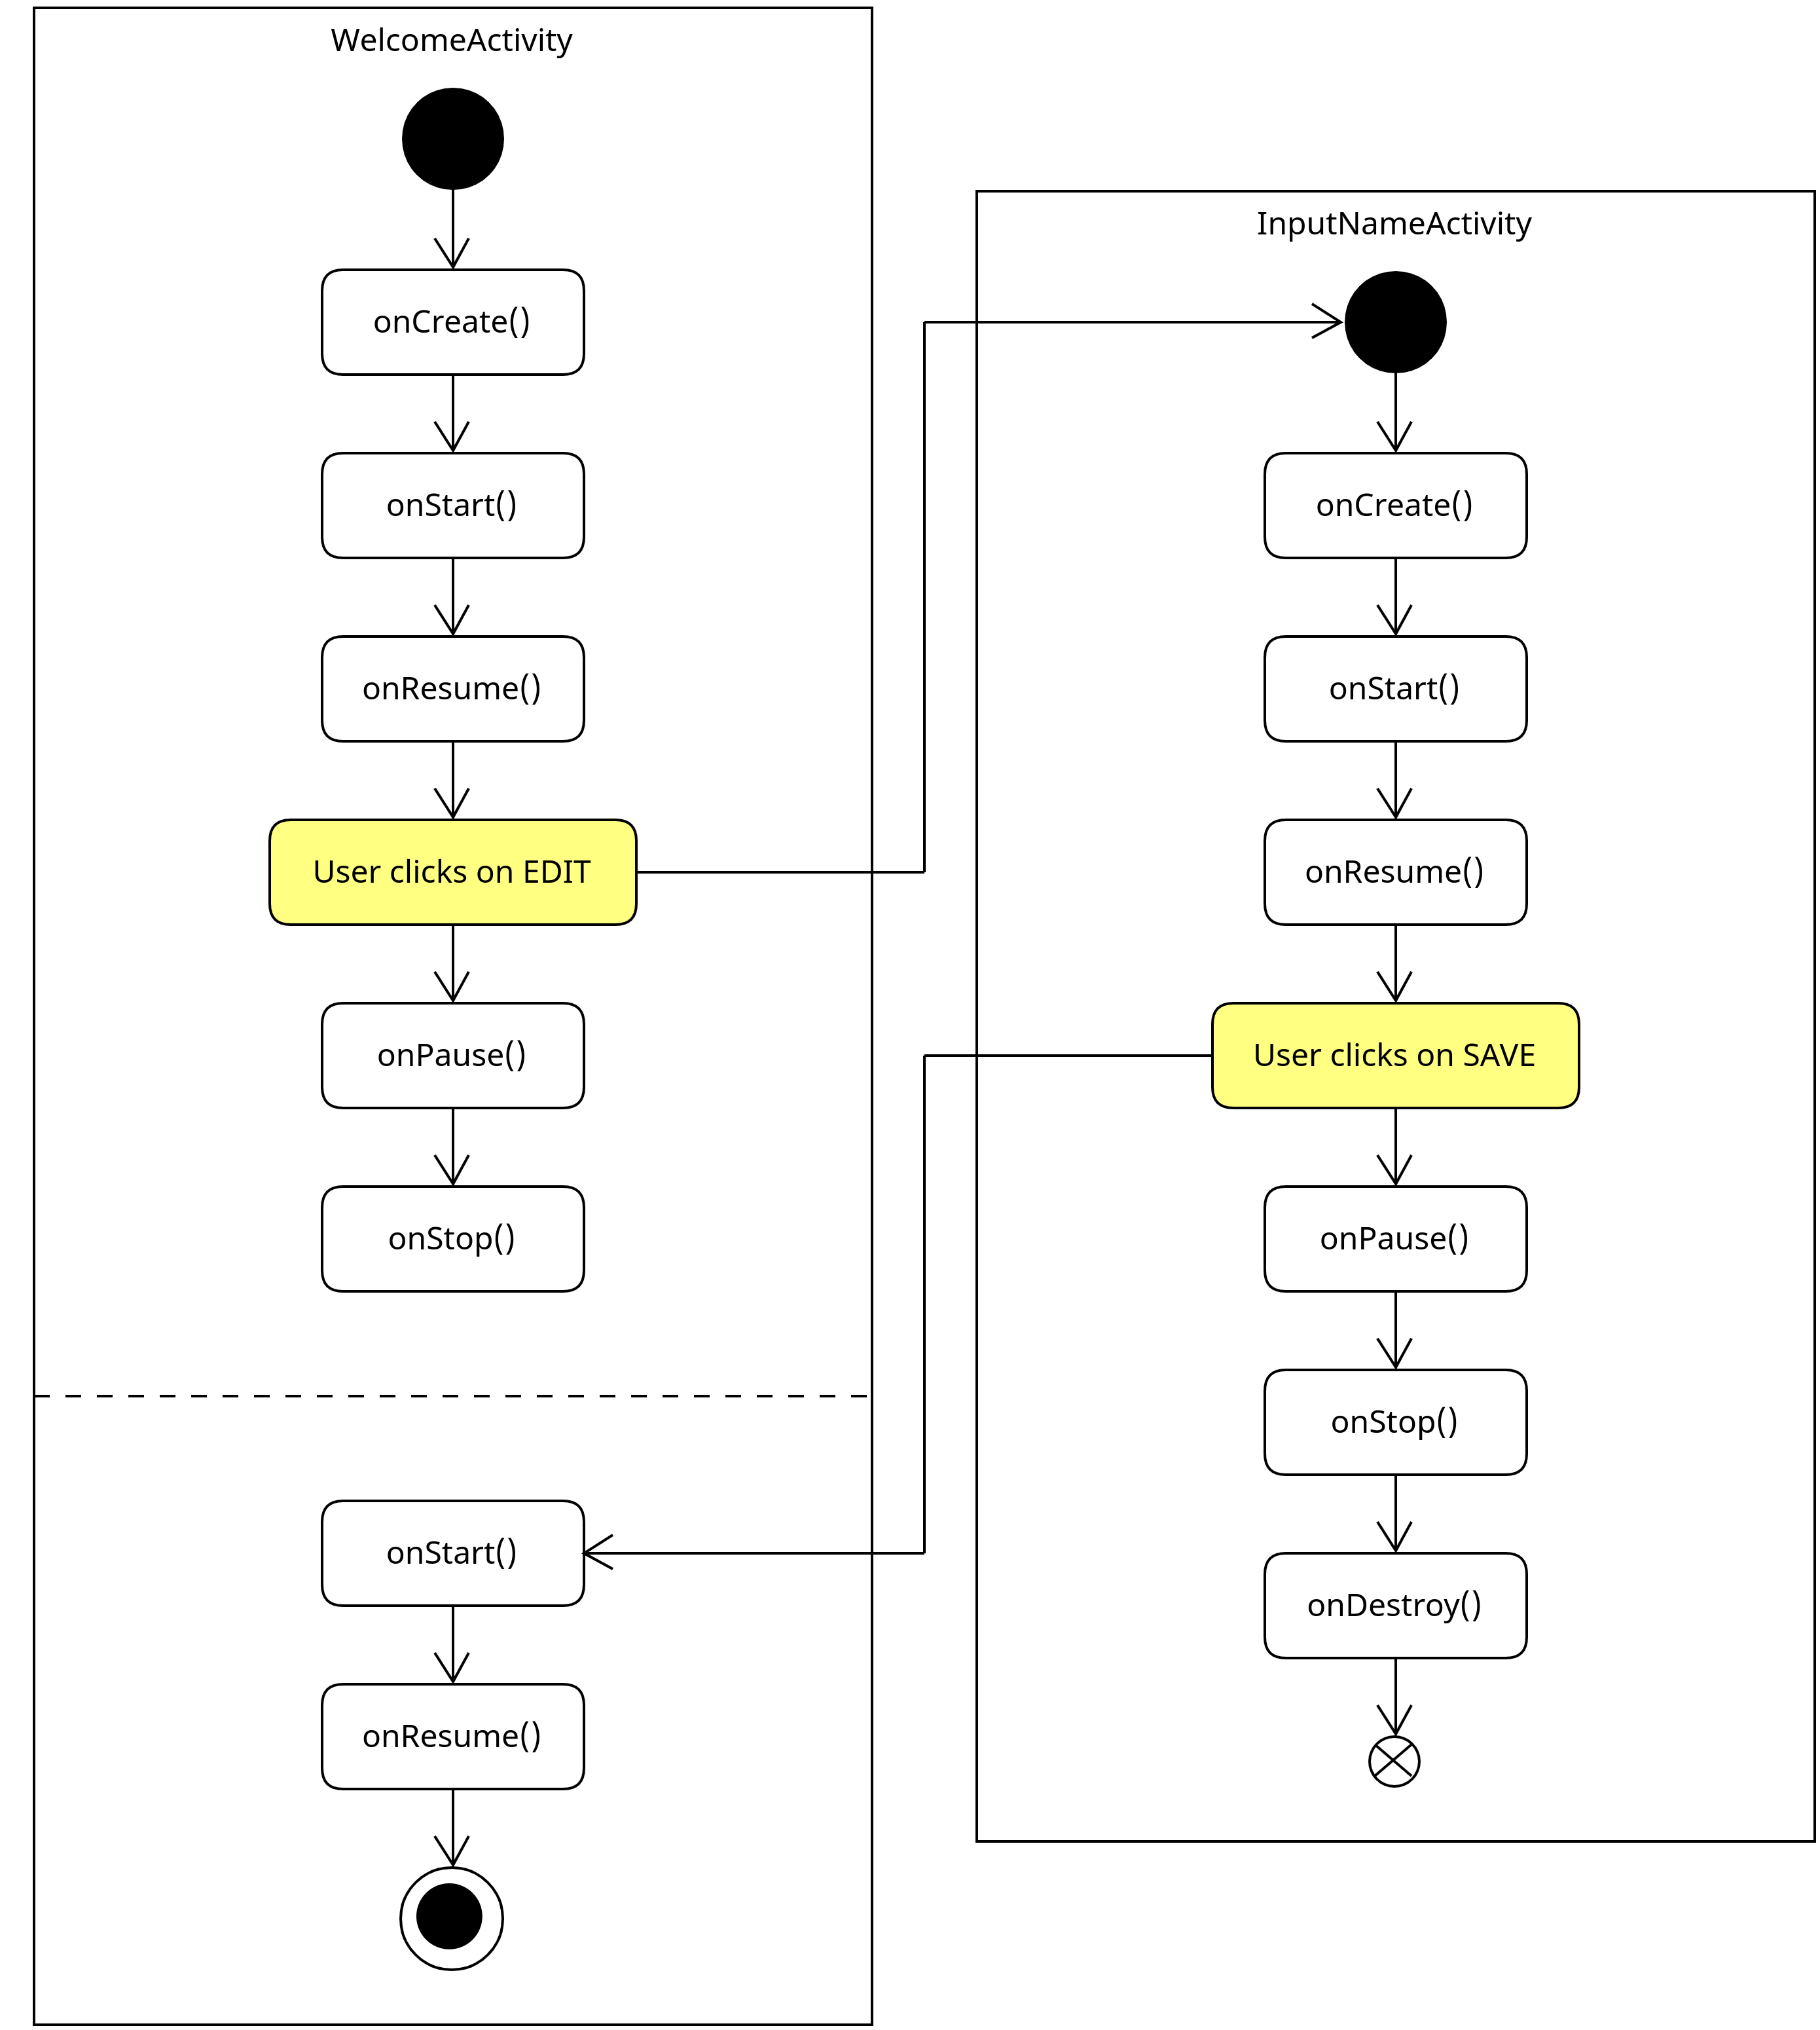 WelcomeActivity
onCreate()
onStart()
onResume()
User clicks on EDIT
onPause()
onStop()
onStart()
onResume()
InputNameActivity
onCreate()
onStart()
onResume()
User clicks on SAVE
onPause()
onStop()
onDestroy()